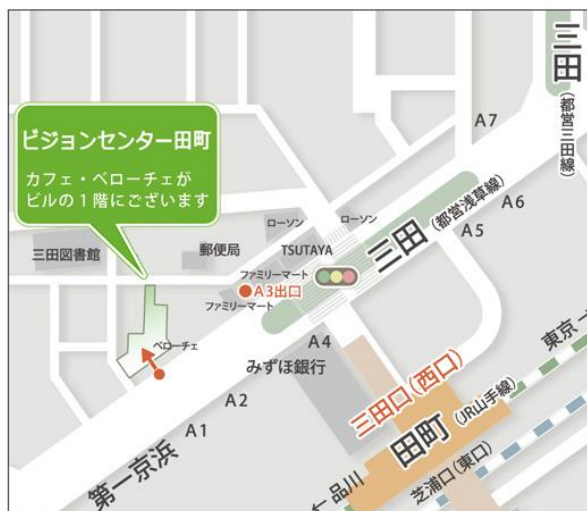 三田
(都営三田線)
A7
ビジョンセンター田町
カフェ・ベローチェが
ビルの1階にございます
A6
ローソン
ローソン
三田
(都営浅草線)
A5
三田図書館
郵便局
TSUTAYA
ファミリーマート
A3出口
ファミリーマート
ベローチェ
A4
みずほ銀行
東京→
三田口(西口)
A2
田町
(JR山手線)
A1
第一京浜
←品川
芝浦口(東口)